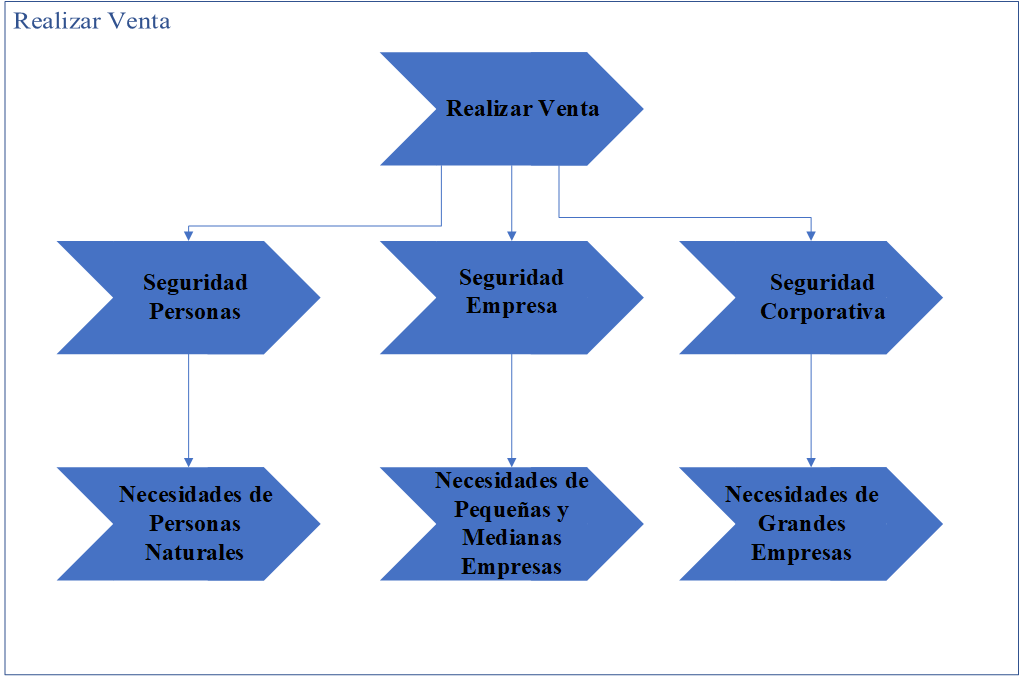 Realizar Venta
Realizar Venta
Seguridad
Personas
Seguridad
Empresa
Seguridad
Corporativa
Necesidades de
Personas
Naturales
Necesidades de
Pequeñas y
Medianas
Empresas
Necesidades de
Grandes
Empresas